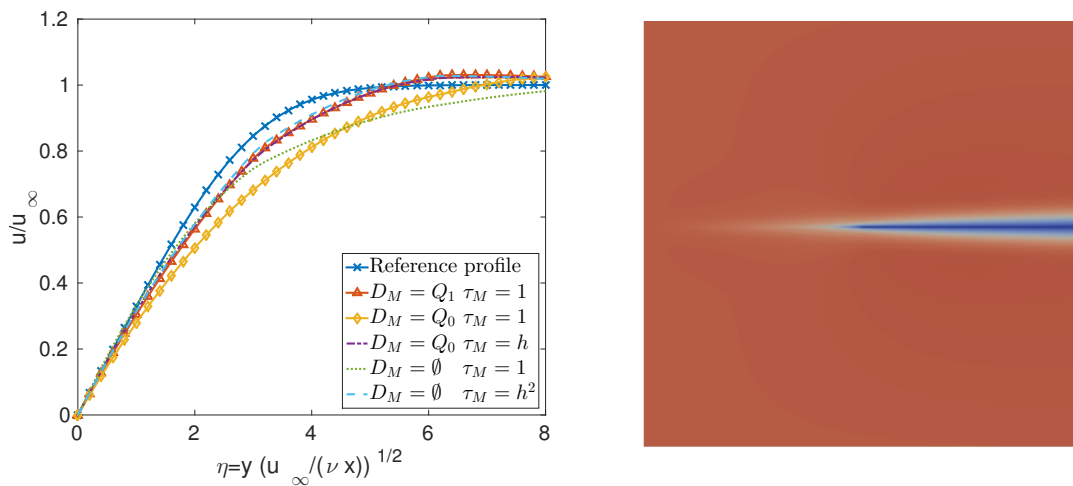 1.2
1
0.8
0.6
0.4
0.2
0
u/u∞
0 2 4 6 8
η=y (u ∞/(ν x)) 1/2
Reference profile
D_M = Q_1 τ_M = 1
D_M = Q_0 τ_M = 1
D_M = Q_0 τ_M = h
D_M = ∅ τ_M = 1
D_M = ∅ τ_M = h²